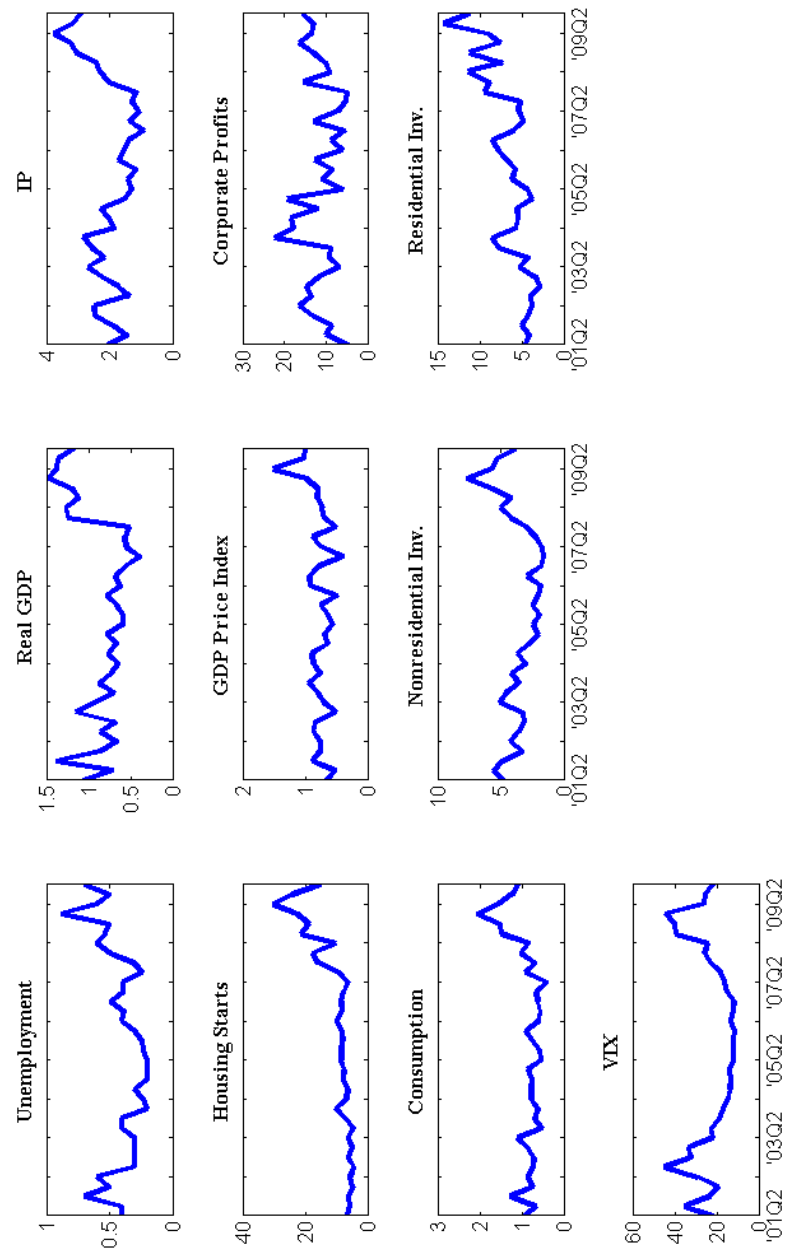 Unemployment
1
0.5
0
Real GDP
1.5
1
0.5
0
IP
4
2
0
Housing Starts
40
20
0
GDP Price Index
2
1
0
Corporate Profits
30
20
10
0
Consumption
3
2
1
0
Nonresidential Inv.
10
5
0
'01Q2 '03Q2 '05Q2 '07Q2 '09Q2
Residential Inv.
15
10
5
0
'01Q2 '03Q2 '05Q2 '07Q2 '09Q2
VIX
60
40
20
0
'01Q2 '03Q2 '05Q2 '07Q2 '09Q2